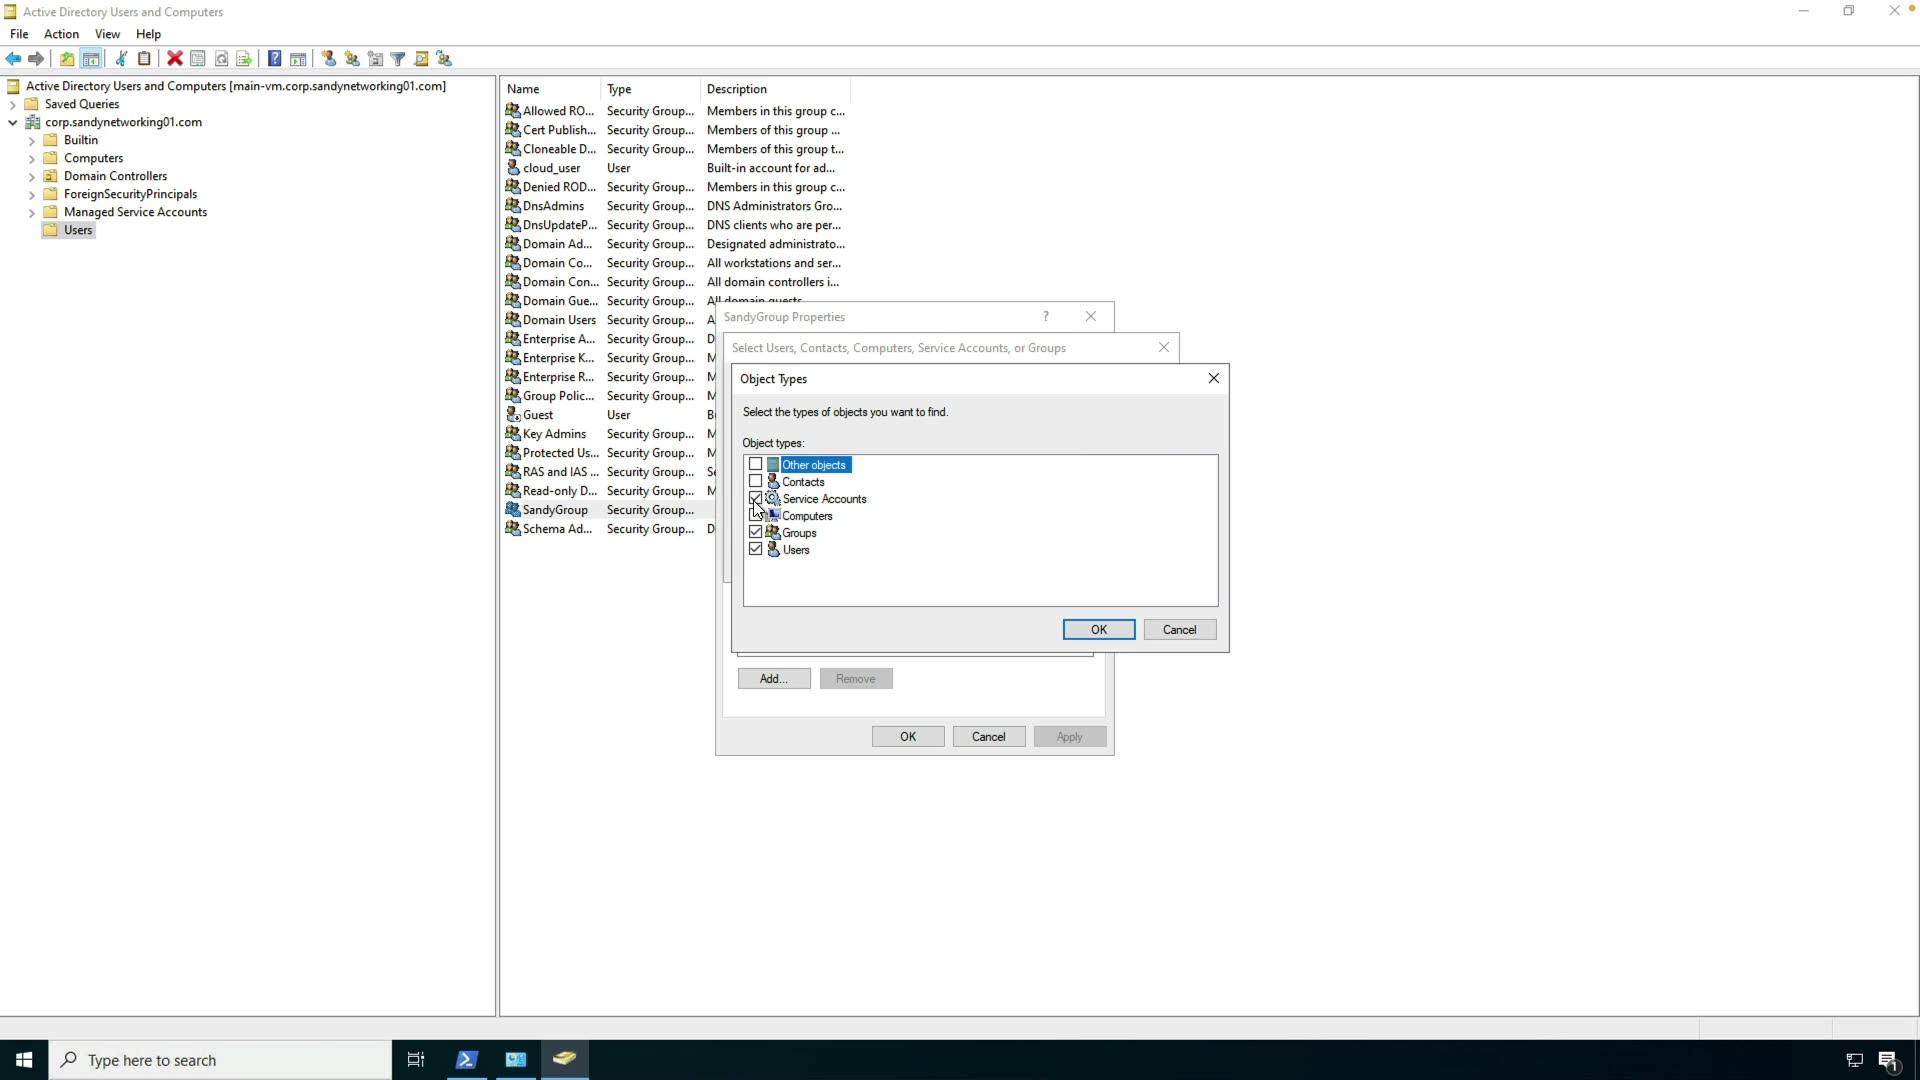 Active Directory Users and Computers
File Action View Help
Active Directory Users and Computers [main-vm.corp.sandynetworking01.com]
Saved Queries
corp.sandynetworking01.com
Builtin
Computers
Domain Controllers
ForeignSecurityPrincipals
Managed Service Accounts
Users
Name Type Description
Allowed RO... Security Group... Members in this group c...
Cert Publish... Security Group... Members of this group ...
Cloneable D... Security Group... Members of this group t...
cloud_user User Built-in account for ad...
Denied ROD... Security Group... Members in this group c...
DnsAdmins Security Group... DNS Administrators Gro...
DnsUpdateP... Security Group... DNS clients who are per...
Domain Ad... Security Group... Designated administrato...
Domain Co... Security Group... All workstations and ser...
Domain Con... Security Group... All domain controllers i...
Domain Gue... Security Group... All domain guests
Domain Users Security Group... A
Enterprise A... Security Group... D
Enterprise K... Security Group... M
Enterprise R... Security Group... M
Group Polic... Security Group... M
Guest User B
Key Admins Security Group... M
Protected Us... Security Group... M
RAS and IAS ... Security Group... Se
Read-only D... Security Group... M
SandyGroup Security Group...
Schema Ad... Security Group... D
SandyGroup Properties
?
Select Users, Contacts, Computers, Service Accounts, or Groups
Object Types
Select the types of objects you want to find.
Object types:
Other objects
Contacts
Service Accounts
Computers
Groups
Users
OK Cancel
Add... Remove
OK Cancel Apply
Type here to search
1